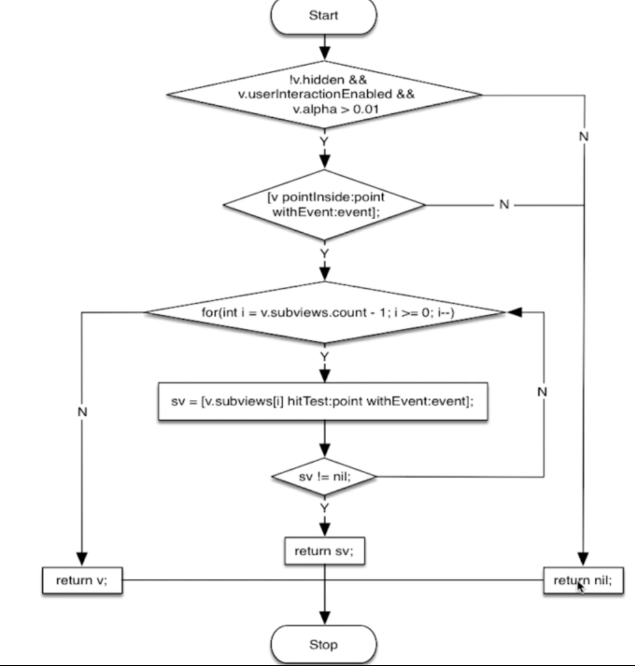 Start
!v.hidden &&
v.userInteractionEnabled &&
v.alpha > 0.01
N
Y
[v pointInside:point
withEvent:event];
N
Y
for(int i = v.subviews.count - 1; i >= 0; i--)
Y
sv = [v.subviews[i] hitTest:point withEvent:event];
N
N
sv != nil;
Y
return sv;
return v;
return nil;
Stop